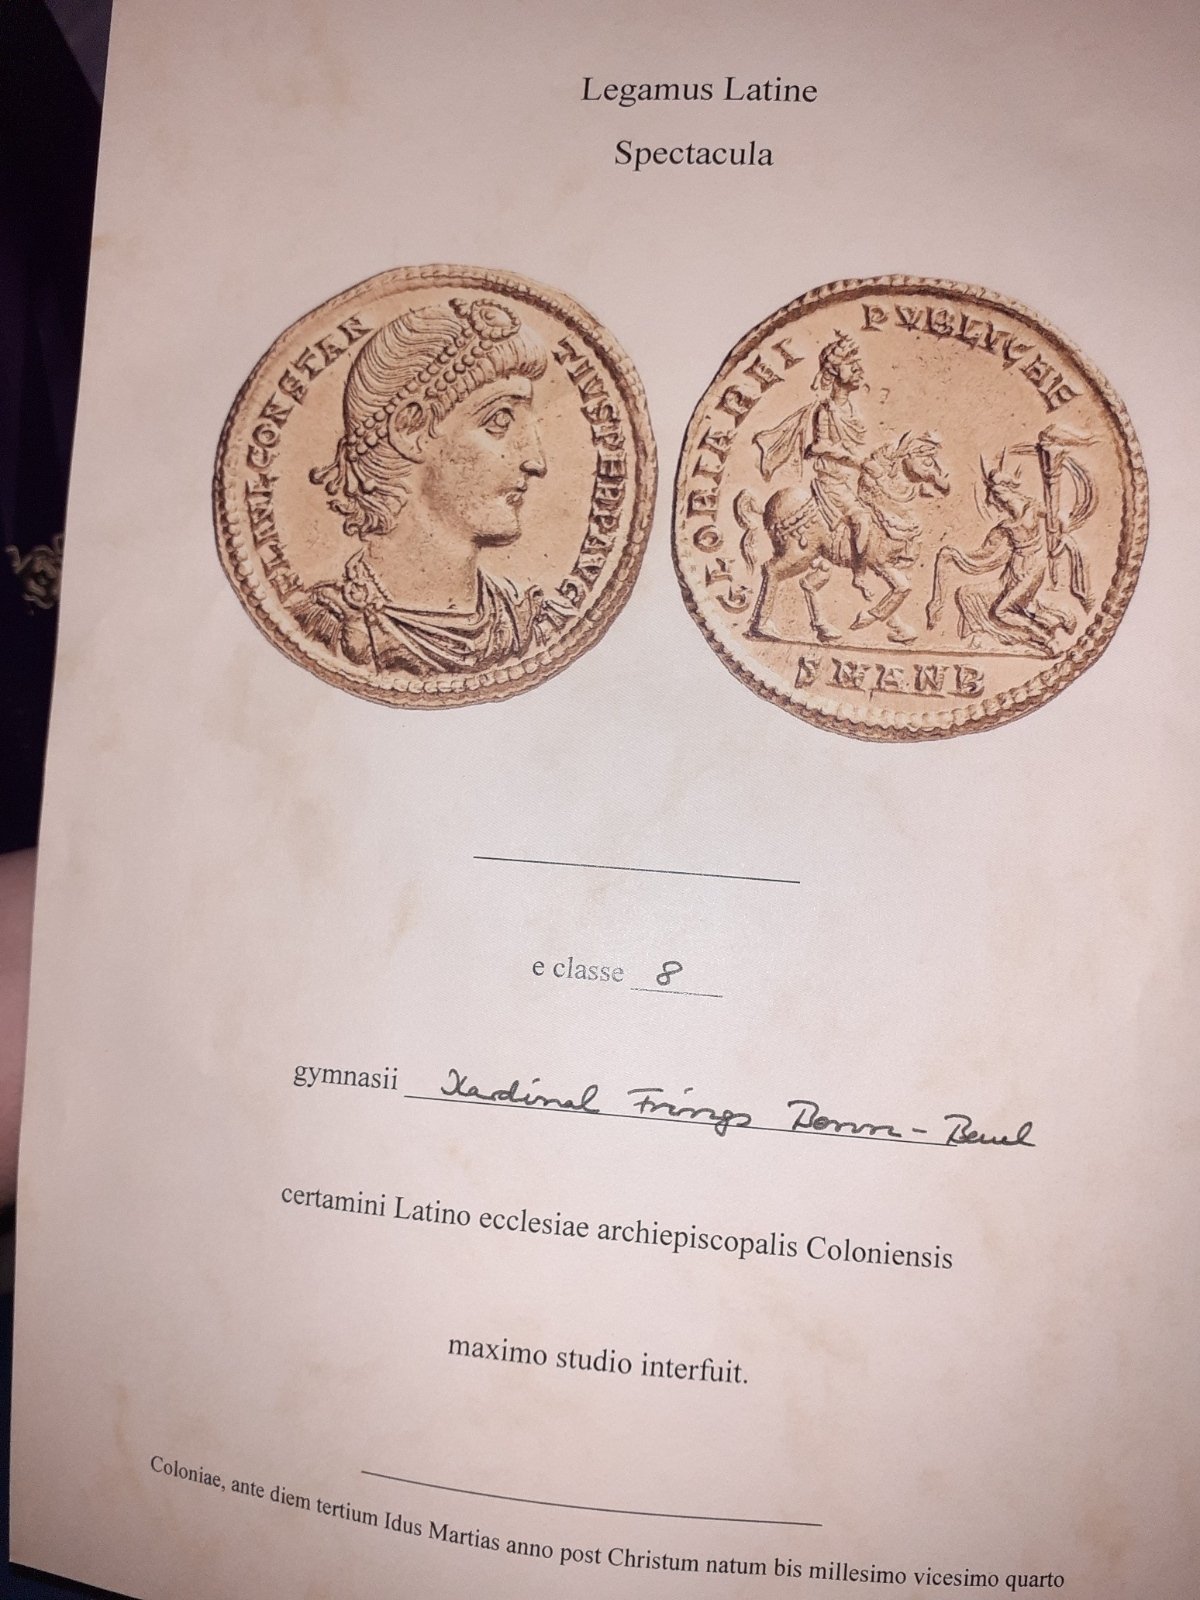 Legamus Latine
Spectacula
FL IVL CONSTAN TIVS PERP AVG
GLORIA REI PVBLICAE
SMANB
e classe 8
gymnasii Kardinal Frings Bonn-Beuel
certamini Latino ecclesiae archiepiscopalis Coloniensis
maximo studio interfuit.
Coloniae, ante diem tertium Idus Martias anno post Christum natum bis millesimo vicesimo quarto